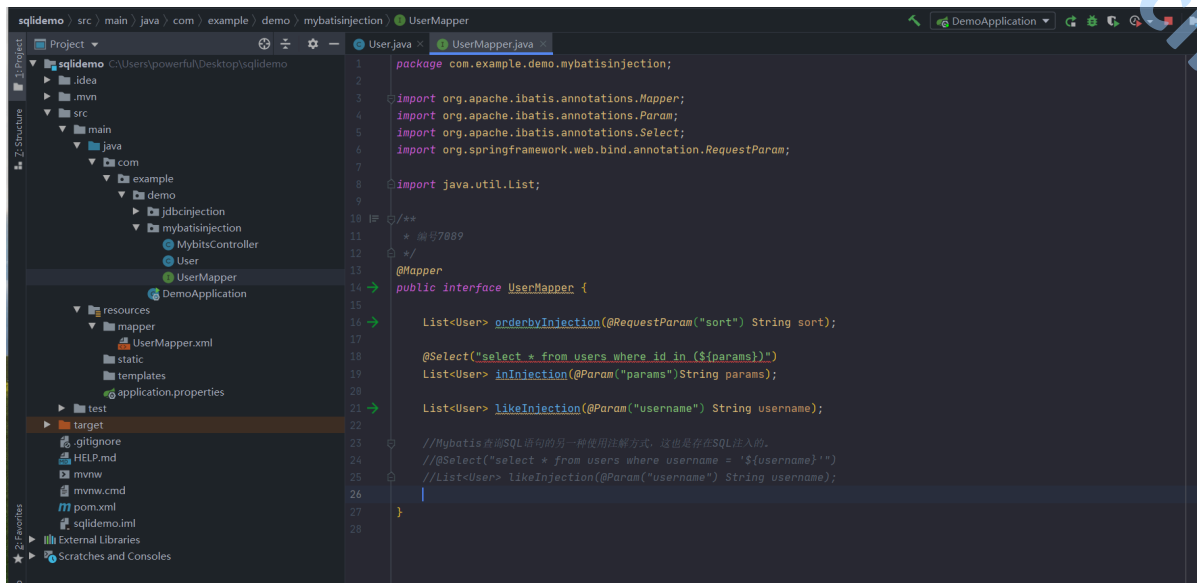 sqlidemo src main java com example demo mybatisinjection UserMapper
DemoApplication
1: Project
Project
User.java
UserMapper.java
sqlidemo C:\Users\powerful\Desktop\sqlidemo
.idea
.mvn
src
main
java
com
example
demo
jdbcinjection
mybatisinjection
MybitsController
User
UserMapper
DemoApplication
resources
mapper
UserMapper.xml
static
templates
application.properties
test
target
.gitignore
HELP.md
mvnw
mvnw.cmd
pom.xml
sqlidemo.iml
External Libraries
Scratches and Consoles
Z: Structure
2: Favorites
1 package com.example.demo.mybatisinjection;
2
3 import org.apache.ibatis.annotations.Mapper;
4 import org.apache.ibatis.annotations.Param;
5 import org.apache.ibatis.annotations.Select;
6 import org.springframework.web.bind.annotation.RequestParam;
7
8 import java.util.List;
9
10 /**
11 * 编号7089
12 */
13 @Mapper
14 public interface UserMapper {
15
16 List<User> orderbyInjection(@RequestParam("sort") String sort);
17
18 @Select("select * from users where id in (${params})")
19 List<User> inInjection(@Param("params")String params);
20
21 List<User> likeInjection(@Param("username") String username);
22
23 //Mybatis查询SQL语句的另一种使用注解方式，这也是存在SQL注入的.
24 //@Select("select * from users where username = '${username}'")
25 //List<User> likeInjection(@Param("username") String username);
26
27 }
28